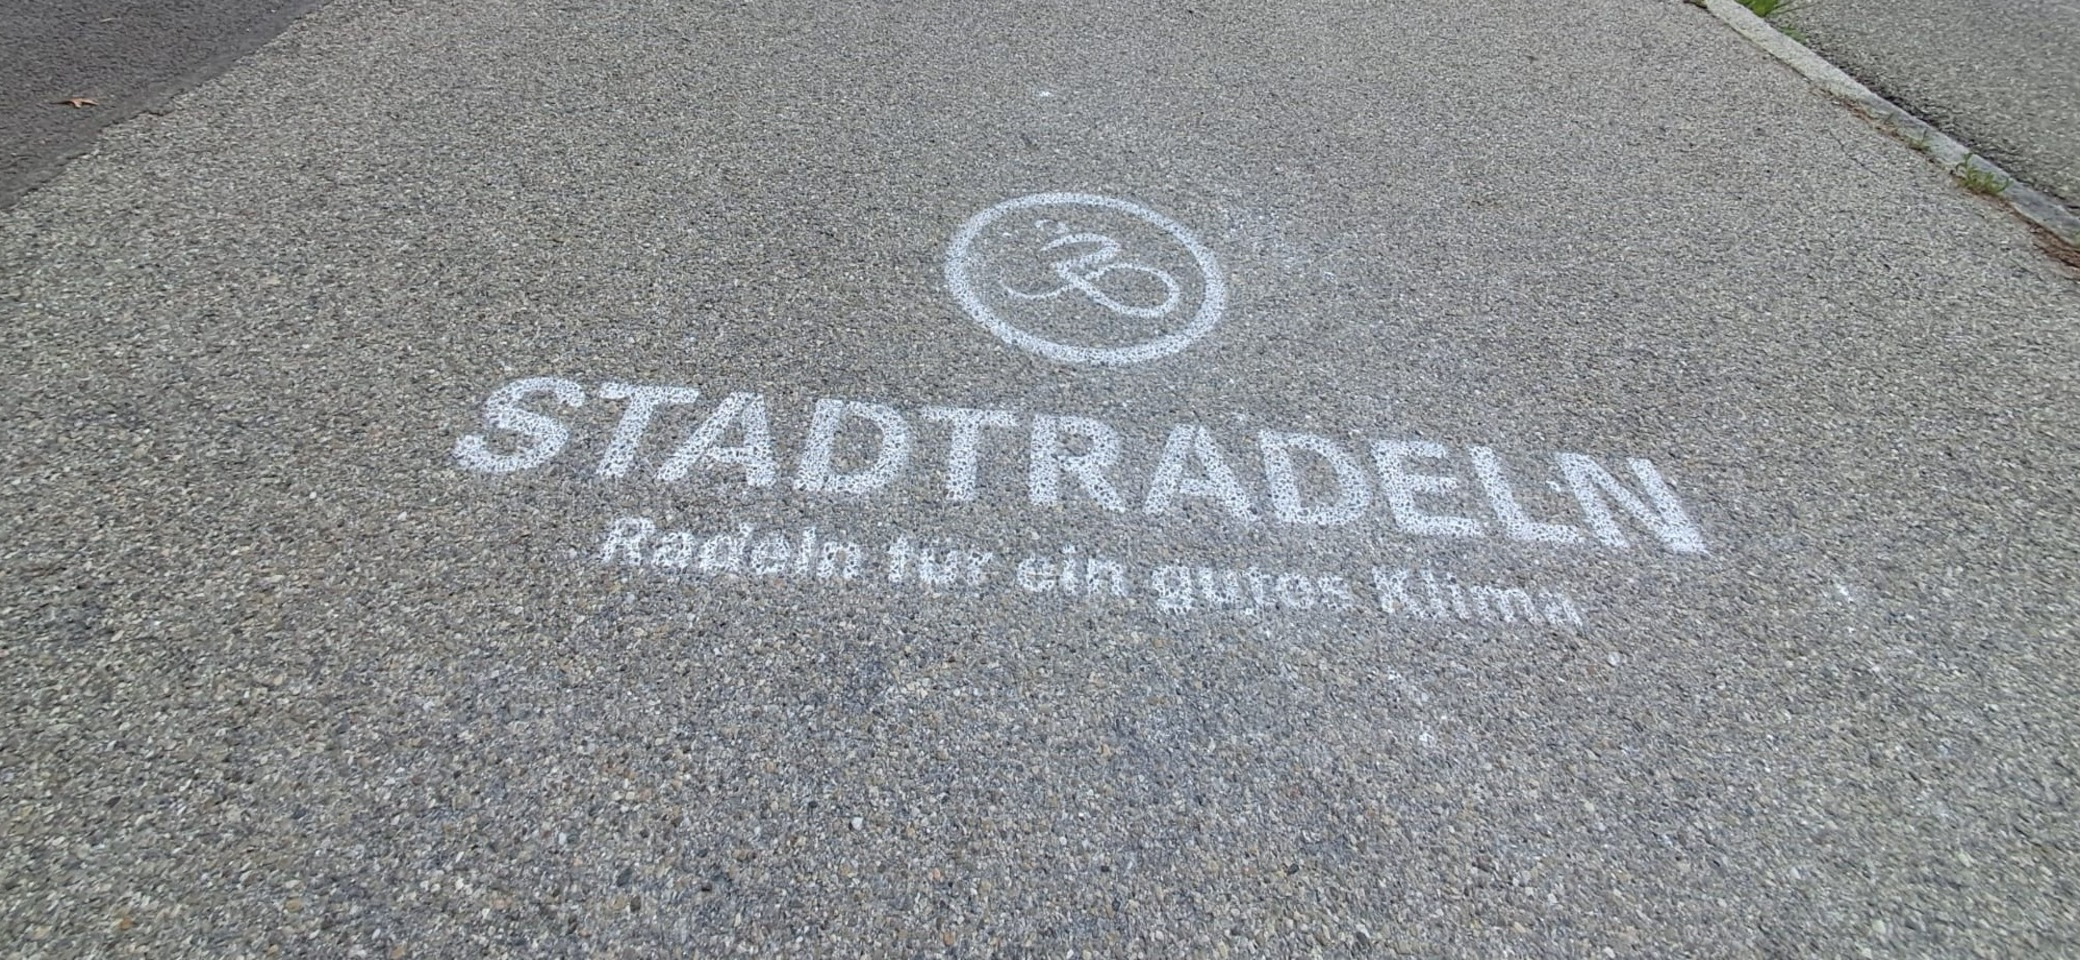 STADTRADELN
Radeln für ein gutes Klima